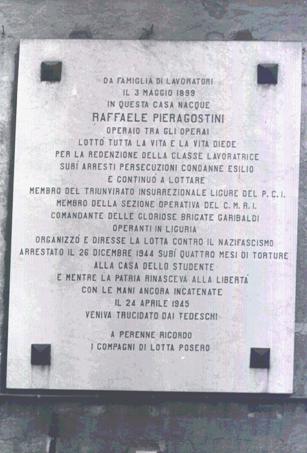 DA FAMIGLIA DI LAVORATORI
IL 3 MAGGIO 1899
IN QUESTA CASA NACQUE
RAFFAELE PIERAGOSTINI
OPERAIO TRA GLI OPERAI
LOTTÒ TUTTA LA VITA E LA VITA DIEDE
PER LA REDENZIONE DELLA CLASSE LAVORATRICE
SUBÍ ARRESTI PERSECUZIONI CONDANNE ESILIO
E CONTINUÒ A LOTTARE
MEMBRO DEL TRIUNVIRATO INSURREZIONALE LIGURE DEL P.C.I.
MEMBRO DELLA SEZIONE OPERATIVA DEL C.M.R.L.
COMANDANTE DELLE GLORIOSE BRIGATE GARIBALDI
OPERANTI IN LIGURIA
ORGANIZZÒ E DIRESSE LA LOTTA CONTRO IL NAZIFASCISMO
ARRESTATO IL 26 DICEMBRE 1944 SUBÍ QUATTRO MESI DI TORTURE
ALLA CASA DELLO STUDENTE
E MENTRE LA PATRIA RINASCEVA ALLA LIBERTÀ
CON LE MANI ANCORA INCATENATE
IL 24 APRILE 1945
VENIVA TRUCIDATO DAI TEDESCHI
A PERENNE RICORDO
I COMPAGNI DI LOTTA POSERO